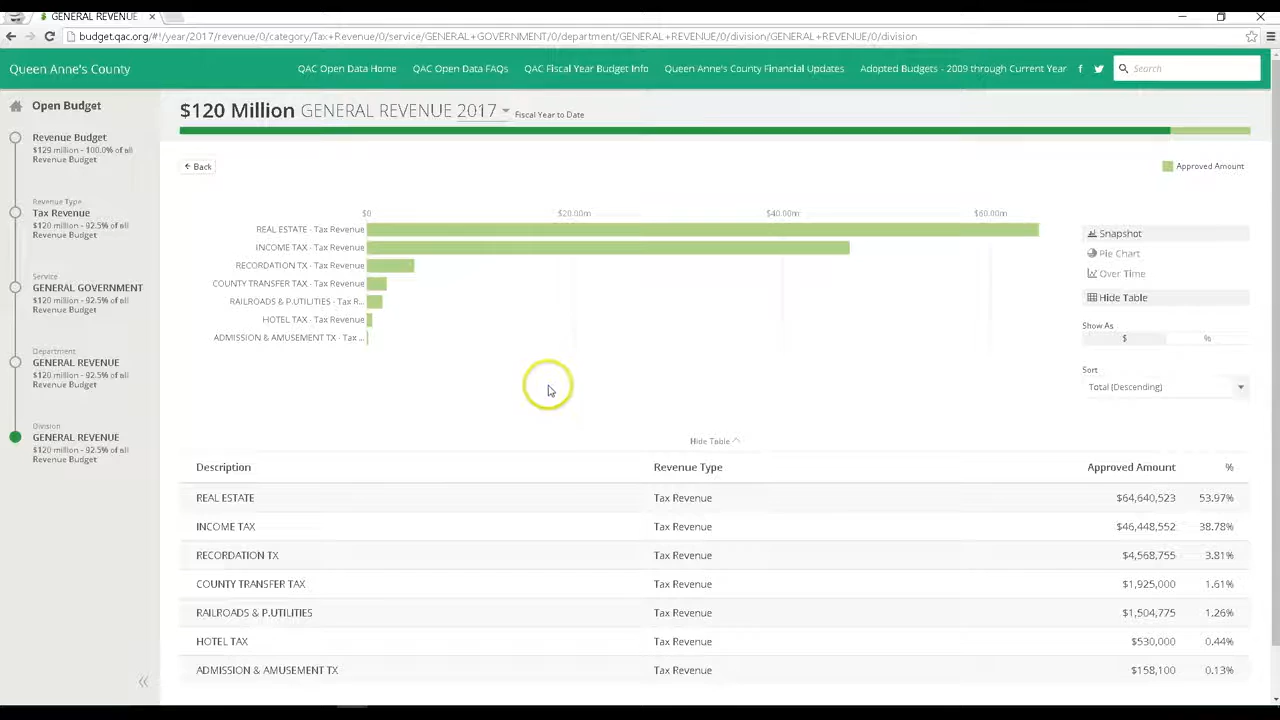 GENERAL REVENUE
budget.qac.org/#!/year/2017/revenue/0/category/Tax+Revenue/0/service/GENERAL+GOVERNMENT/0/department/GENERAL+REVENUE/0/division/GENERAL+REVENUE/0/division
Queen Anne's County
QAC Open Data Home QAC Open Data FAQs QAC Fiscal Year Budget Info Queen Anne's County Financial Updates Adopted Budgets - 2009 through Current Year Search
Open Budget
Revenue Budget
$129 million - 100.0% of all
Revenue Budget
Revenue Type
Tax Revenue
$120 million - 92.5% of all
Revenue Budget
Service
GENERAL GOVERNMENT
$120 million - 92.5% of all
Revenue Budget
Department
GENERAL REVENUE
$120 million - 92.5% of all
Revenue Budget
Division
GENERAL REVENUE
$120 million - 92.5% of all
Revenue Budget
$120 Million GENERAL REVENUE 2017 Fiscal Year to Date
Back
Approved Amount
$0 $20.00m $40.00m $60.00m
REAL ESTATE - Tax Revenue
INCOME TAX - Tax Revenue
RECORDATION TX - Tax Revenue
COUNTY TRANSFER TAX - Tax Revenue
RAILROADS & P.UTILITIES - Tax R...
HOTEL TAX - Tax Revenue
ADMISSION & AMUSEMENT TX - Tax ...
Snapshot
Pie Chart
Over Time
Hide Table
Show As
$ %
Sort
Total (Descending)
Hide Table
Description Revenue Type Approved Amount %
REAL ESTATE Tax Revenue $64,640,523 53.97%
INCOME TAX Tax Revenue $46,448,552 38.78%
RECORDATION TX Tax Revenue $4,568,755 3.81%
COUNTY TRANSFER TAX Tax Revenue $1,925,000 1.61%
RAILROADS & P.UTILITIES Tax Revenue $1,504,775 1.26%
HOTEL TAX Tax Revenue $530,000 0.44%
ADMISSION & AMUSEMENT TX Tax Revenue $158,100 0.13%